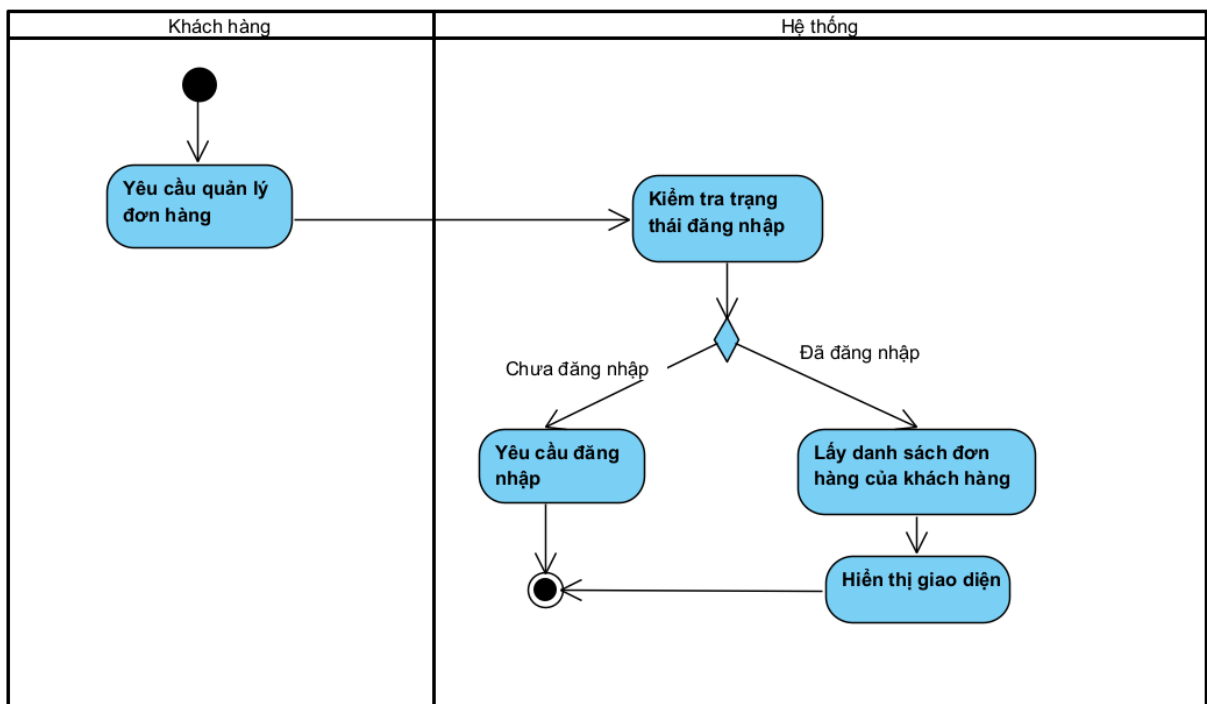 Khách hàng
Hệ thống
Yêu cầu quản lý
đơn hàng
Kiểm tra trạng
thái đăng nhập
Chưa đăng nhập
Đã đăng nhập
Yêu cầu đăng
nhập
Lấy danh sách đơn
hàng của khách hàng
Hiển thị giao diện